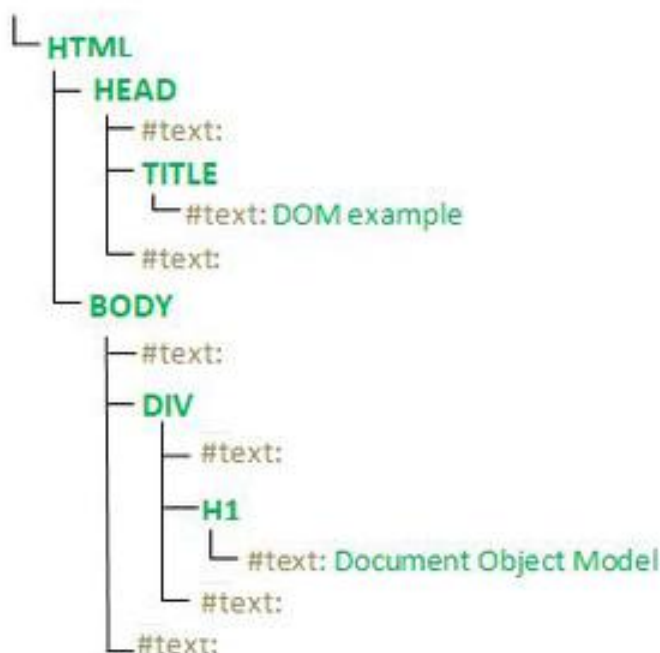 HTML
HEAD
#text:
TITLE
#text: DOM example
#text:
BODY
#text:
DIV
#text:
H1
#text: Document Object Model
#text:
#text: